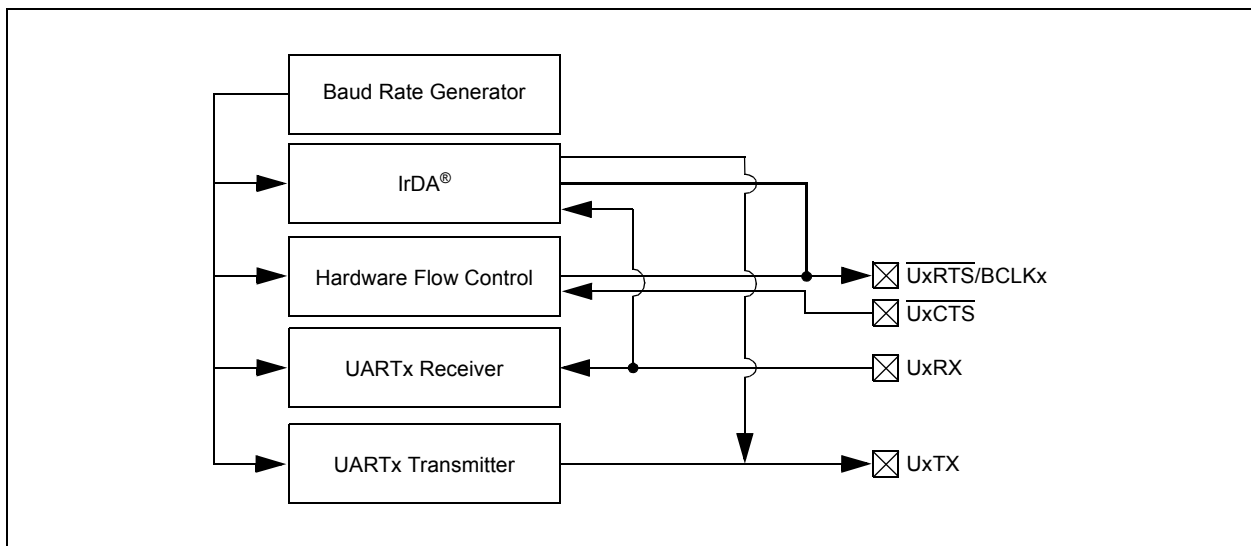 Baud Rate Generator
IrDA®
Hardware Flow Control
UxRTS/BCLKx
UxCTS
UARTx Receiver
UxRX
UARTx Transmitter
UxTX